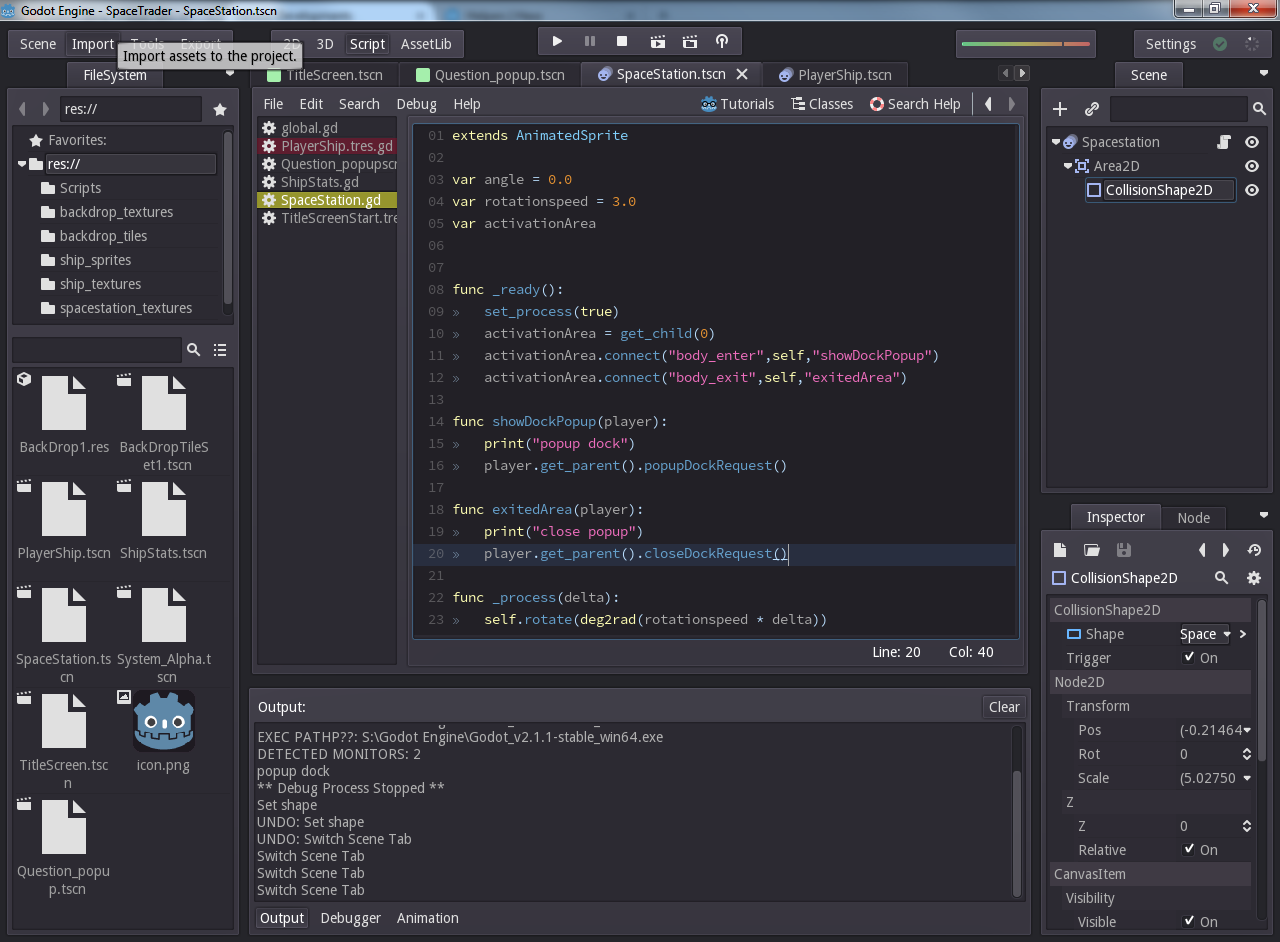 Godot Engine - SpaceTrader - SpaceStation.tscn
Scene Import Tools Export 2D 3D Script AssetLib Settings
Import assets to the project.
FileSystem
TitleScreen.tscn Question_popup.tscn SpaceStation.tscn PlayerShip.tscn
Scene
res://
Favorites:
res://
Scripts
backdrop_textures
backdrop_tiles
ship_sprites
ship_textures
spacestation_textures
BackDrop1.res
BackDropTileS
et1.tscn
PlayerShip.tscn
ShipStats.tscn
SpaceStation.ts
cn
System_Alpha.t
scn
TitleScreen.tsc
n
icon.png
Question_popu
p.tscn
File Edit Search Debug Help Tutorials Classes Search Help
global.gd
PlayerShip.tres.gd
Question_popupscr
ShipStats.gd
SpaceStation.gd
TitleScreenStart.tre
01 extends AnimatedSprite
02
03 var angle = 0.0
04 var rotationspeed = 3.0
05 var activationArea
06
07
08 func _ready():
09 » set_process(true)
10 » activationArea = get_child(0)
11 » activationArea.connect("body_enter",self,"showDockPopup")
12 » activationArea.connect("body_exit",self,"exitedArea")
13
14 func showDockPopup(player):
15 » print("popup dock")
16 » player.get_parent().popupDockRequest()
17
18 func exitedArea(player):
19 » print("close popup")
20 » player.get_parent().closeDockRequest()
21
22 func _process(delta):
23 » self.rotate(deg2rad(rotationspeed * delta))
Line: 20 Col: 40
Output:
Clear
EXEC PATHP??: S:\Godot Engine\Godot_v2.1.1-stable_win64.exe
DETECTED MONITORS: 2
popup dock
** Debug Process Stopped **
Set shape
UNDO: Set shape
UNDO: Switch Scene Tab
Switch Scene Tab
Switch Scene Tab
Switch Scene Tab
Output Debugger Animation
Spacestation
Area2D
CollisionShape2D
Inspector Node
CollisionShape2D
CollisionShape2D
Shape Space
Trigger On
Node2D
Transform
Pos (-0.21464
Rot 0
Scale (5.02750
Z
Z 0
Relative On
CanvasItem
Visibility
Visible On